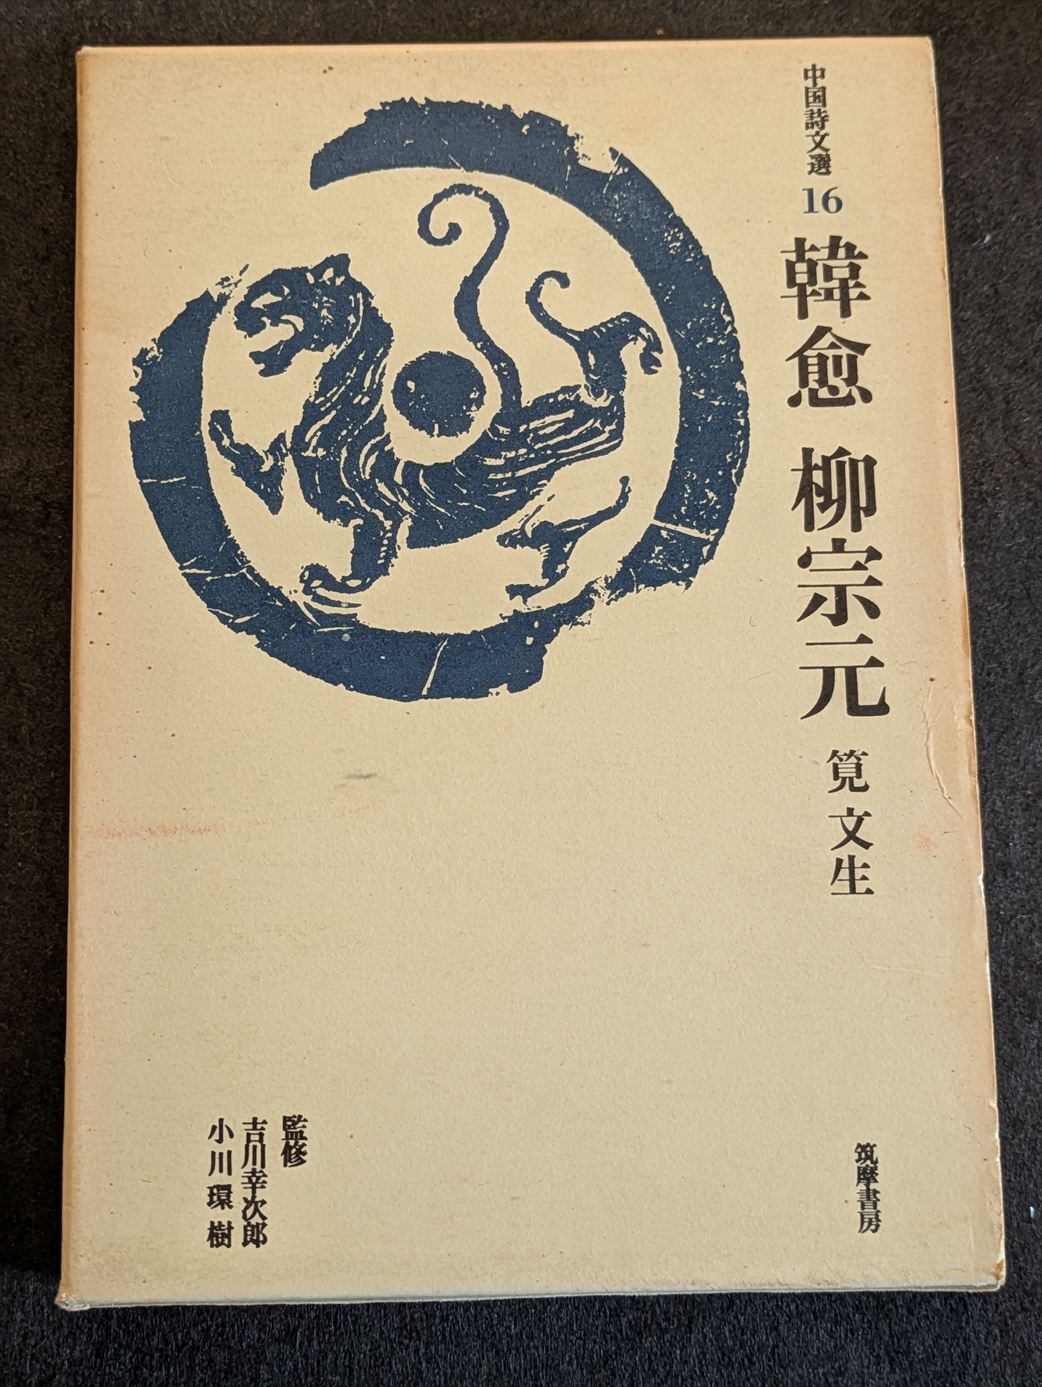 中国詩文選 16
韓愈 柳宗元
筧 文生
筑摩書房
監修
吉川幸次郎
小川環樹